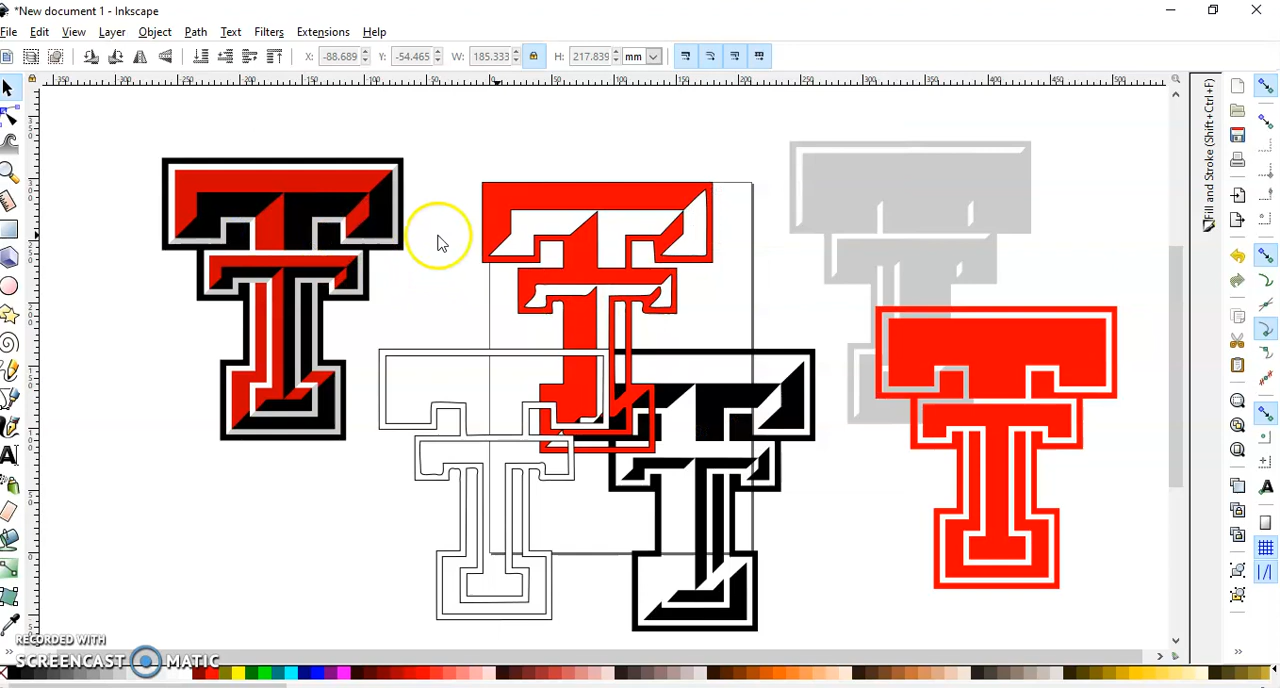 *New document 1 - Inkscape
File Edit View Layer Object Path Text Filters Extensions Help
X: -88.689 Y: -54.465 W: 185.333 H: 217.839 mm
Fill and Stroke (Shift+Ctrl+F)
RECORDED WITH
SCREENCAST MATIC